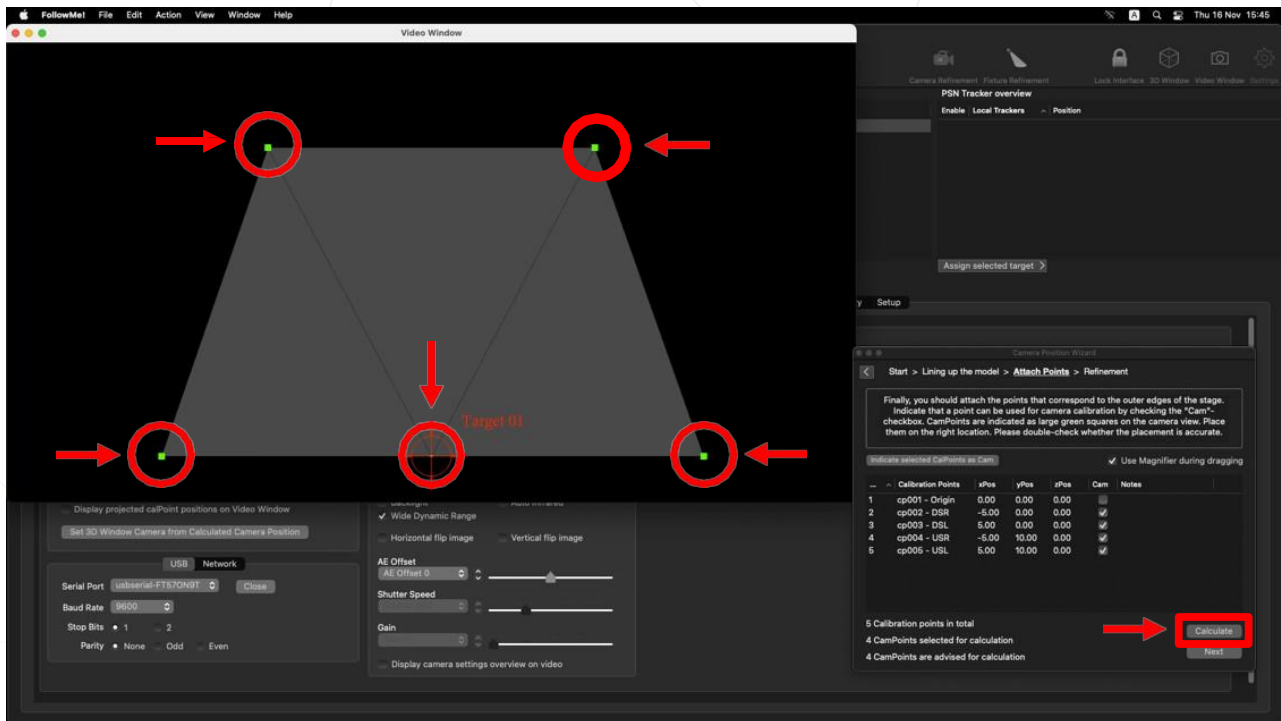 FollowMe! File Edit Action View Window Help
A Thu 16 Nov 15:45
Video Window
Camera Refinement Fixture Refinement Lock Interface 3D Window Video Window Settings
PSN Tracker overview
Enable Local Trackers Position
Assign selected target >
Target 01
y Setup
Camera Position Wizard
< Start > Lining up the model > Attach Points > Refinement
Finally, you should attach the points that correspond to the outer edges of the stage.
Indicate that a point can be used for camera calibration by checking the "Cam"-
checkbox. CamPoints are indicated as large green squares on the camera view. Place
them on the right location. Please double-check whether the placement is accurate.
Indicate selected CalPoints as Cam Use Magnifier during dragging
... Calibration Points xPos yPos zPos Cam Notes
1 cp001 - Origin 0.00 0.00 0.00
2 cp002 - DSR -5.00 0.00 0.00
3 cp003 - DSL 5.00 0.00 0.00
4 cp004 - USR -5.00 10.00 0.00
5 cp005 - USL 5.00 10.00 0.00
5 Calibration points in total
4 CamPoints selected for calculation
4 CamPoints are advised for calculation
Calculate
Next
Display projected calPoint positions on Video Window
Set 3D Window Camera from Calculated Camera Position
USB Network
Serial Port usbserial-FT57ON9T Close
Baud Rate 9600
Stop Bits 1 2
Parity None Odd Even
Backlight Auto Infrared
Wide Dynamic Range
Horizontal flip image Vertical flip image
AE Offset
AE Offset 0
Shutter Speed
Gain
Display camera settings overview on video